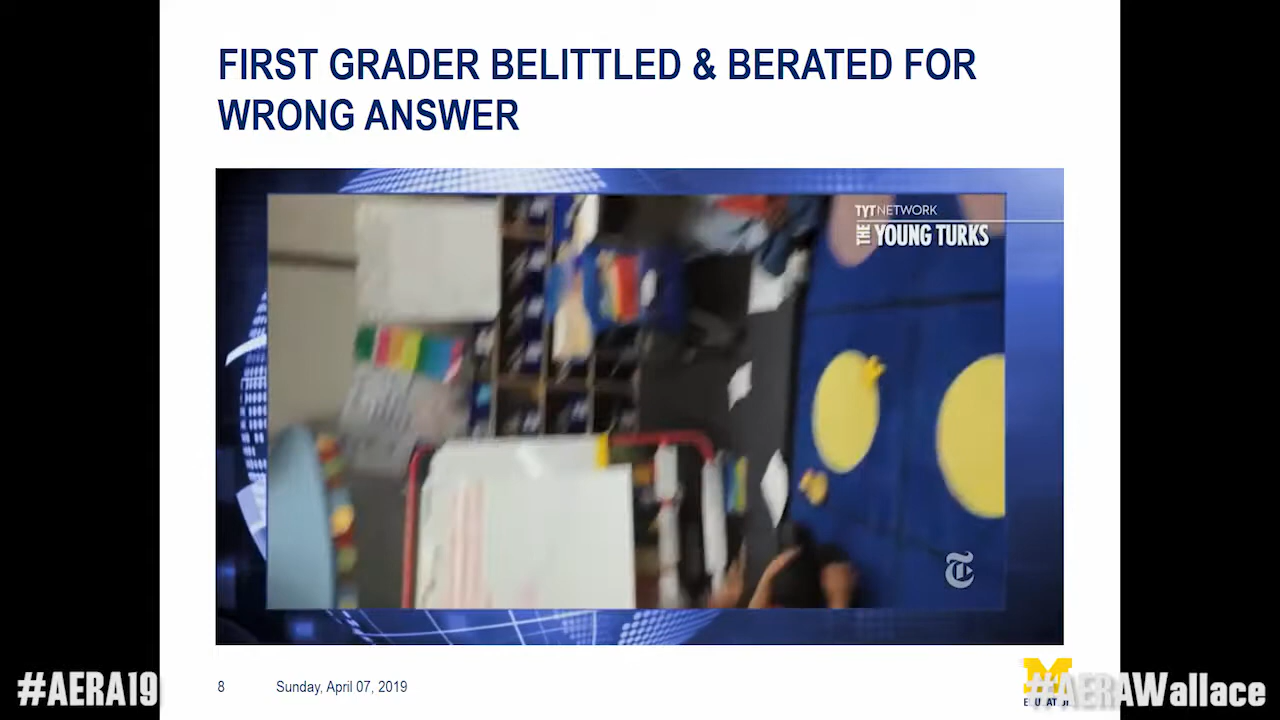 FIRST GRADER BELITTLED & BERATED FOR
WRONG ANSWER
TYT NETWORK
THE YOUNG TURKS
#AERA19
8
Sunday, April 07, 2019
M
#AERAWallace